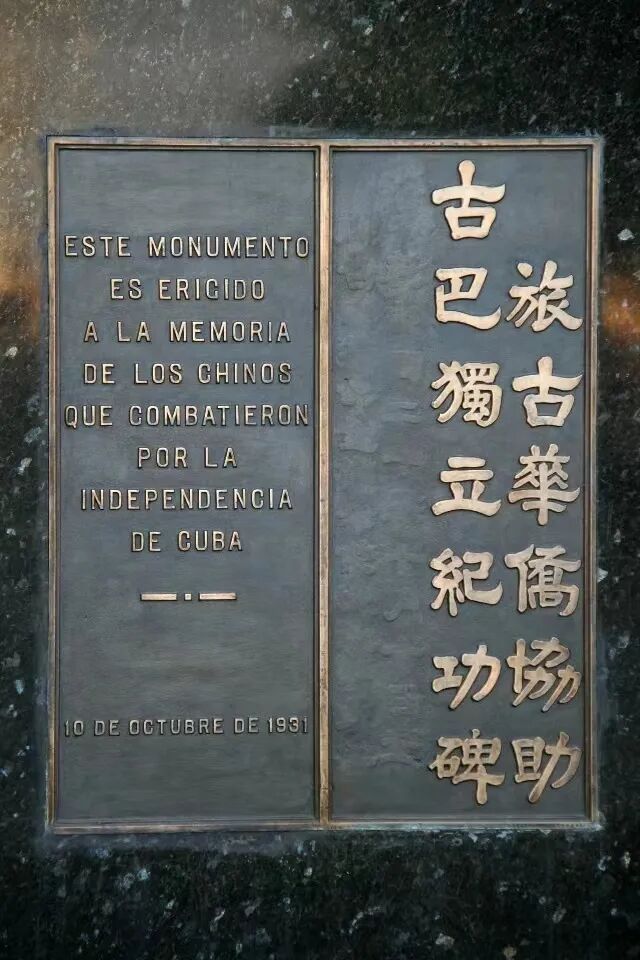 ESTE MONUMENTO
ES ERIGIDO
A LA MEMORIA
DE LOS CHINOS
QUE COMBATIERON
POR LA
INDEPENDENCIA
DE CUBA
10 DE OCTUBRE DE 1931
旅古華僑協助
古巴獨立紀功碑